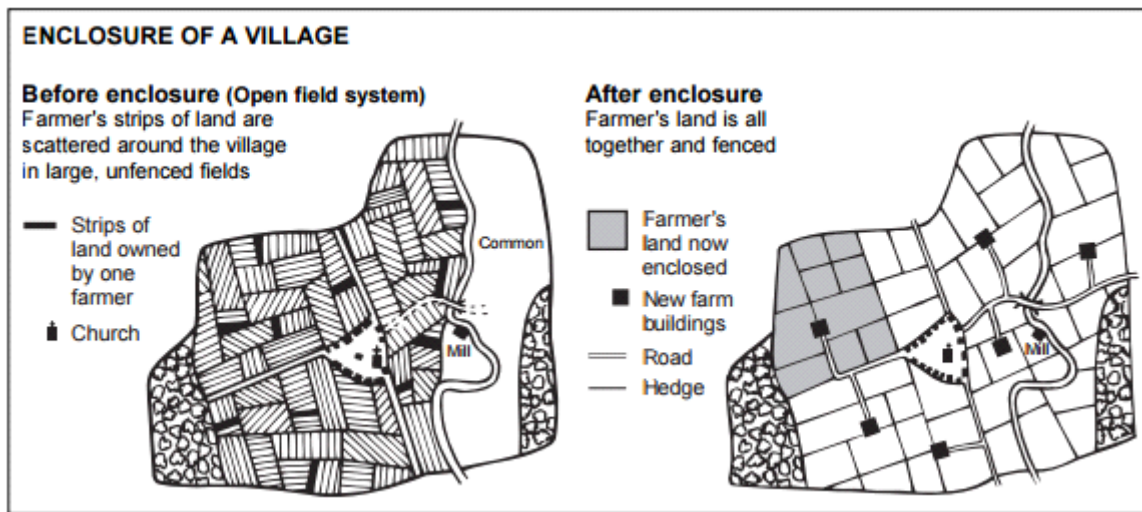 ENCLOSURE OF A VILLAGE
Before enclosure (Open field system)
Farmer's strips of land are
scattered around the village
in large, unfenced fields
Strips of
land owned
by one
farmer
Church
Common
Mill
After enclosure
Farmer's land is all
together and fenced
Farmer's
land now
enclosed
New farm
buildings
Road
Hedge
Mill